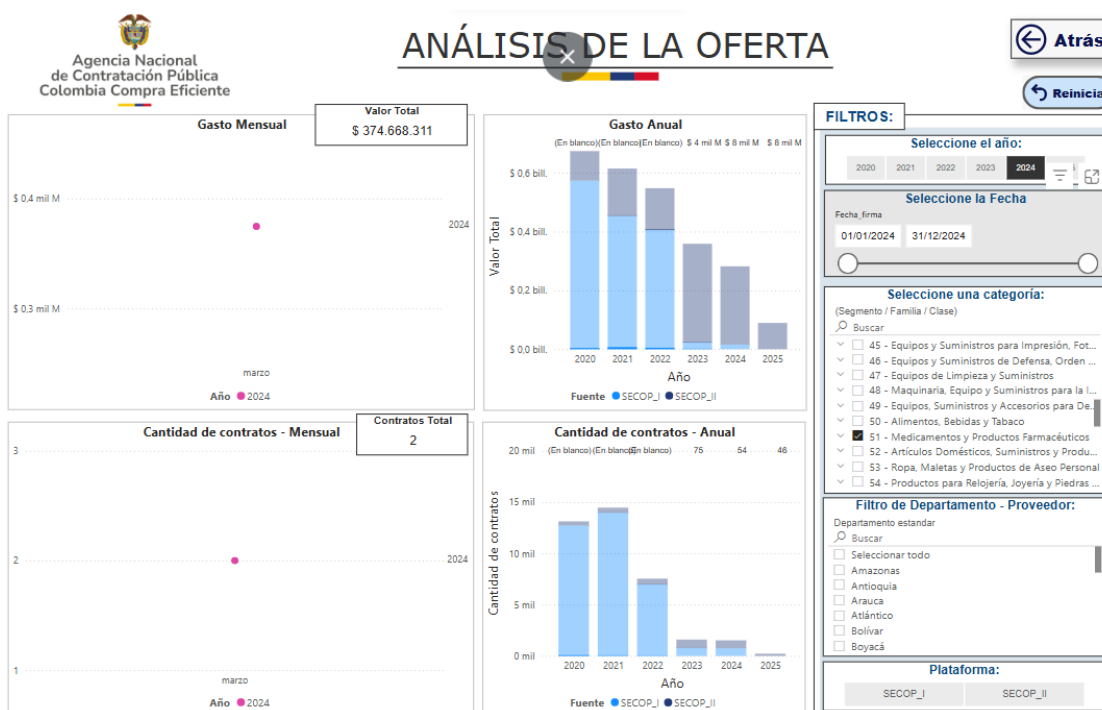 Agencia Nacional
de Contratación Pública
Colombia Compra Eficiente
ANÁLISIS DE LA OFERTA
Atrás
Reinicia
Gasto Mensual
Valor Total
$ 374.668.311
$ 0,4 mil M
2024
$ 0,3 mil M
marzo
Año 2024
Gasto Anual
(En blanco) (En blanco) (En blanco) $ 4 mil M $ 6 mil M $ 8 mil M
Valor Total
$ 0,6 bill.
$ 0,4 bill.
$ 0,2 bill.
$ 0,0 bill.
2020 2021 2022 2023 2024 2025
Año
Fuente SECOP_I SECOP_II
Cantidad de contratos - Mensual
Contratos Total
2
3
2
2024
1
marzo
Año 2024
Cantidad de contratos - Anual
20 mil (En blanco) (En blanco) (En blanco) 75 54 46
Cantidad de contratos
15 mil
10 mil
5 mil
0 mil
2020 2021 2022 2023 2024 2025
Año
Fuente SECOP_I SECOP_II
FILTROS:
Seleccione el año:
2020 2021 2022 2023 2024
Seleccione la Fecha
Fecha_firma
01/01/2024 31/12/2024
Seleccione una categoría:
(Segmento / Familia / Clase)
Buscar
45 - Equipos y Suministros para Impresión, Fot...
46 - Equipos y Suministros de Defensa, Orden ...
47 - Equipos de Limpieza y Suministros
48 - Maquinaria, Equipo y Suministros para la I...
49 - Equipos, Suministros y Accesorios para De...
50 - Alimentos, Bebidas y Tabaco
51 - Medicamentos y Productos Farmacéuticos
52 - Artículos Domésticos, Suministros y Produ...
53 - Ropa, Maletas y Productos de Aseo Personal
54 - Productos para Relojería, Joyería y Piedras ...
Filtro de Departamento - Proveedor:
Departamento estandar
Buscar
Seleccionar todo
Amazonas
Antioquia
Arauca
Atlántico
Bolívar
Boyacá
Plataforma:
SECOP_I SECOP_II